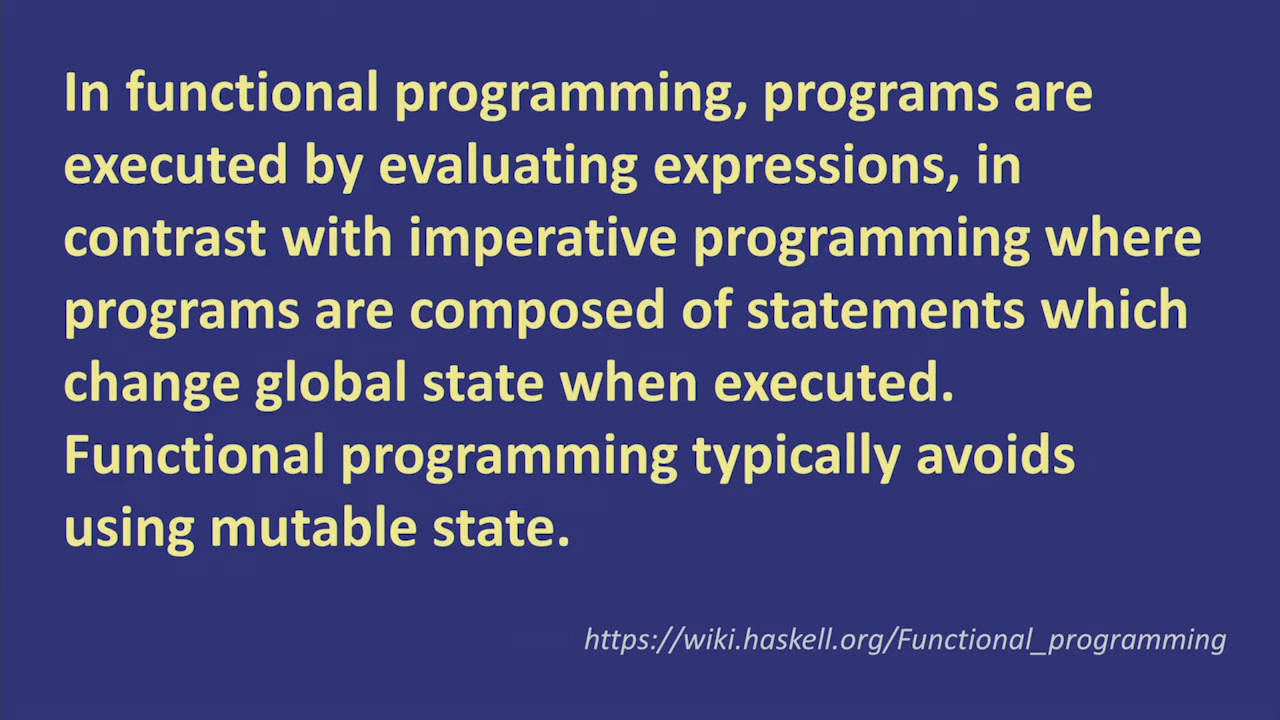 In functional programming, programs are
executed by evaluating expressions, in
contrast with imperative programming where
programs are composed of statements which
change global state when executed.
Functional programming typically avoids
using mutable state.
https://wiki.haskell.org/Functional_programming